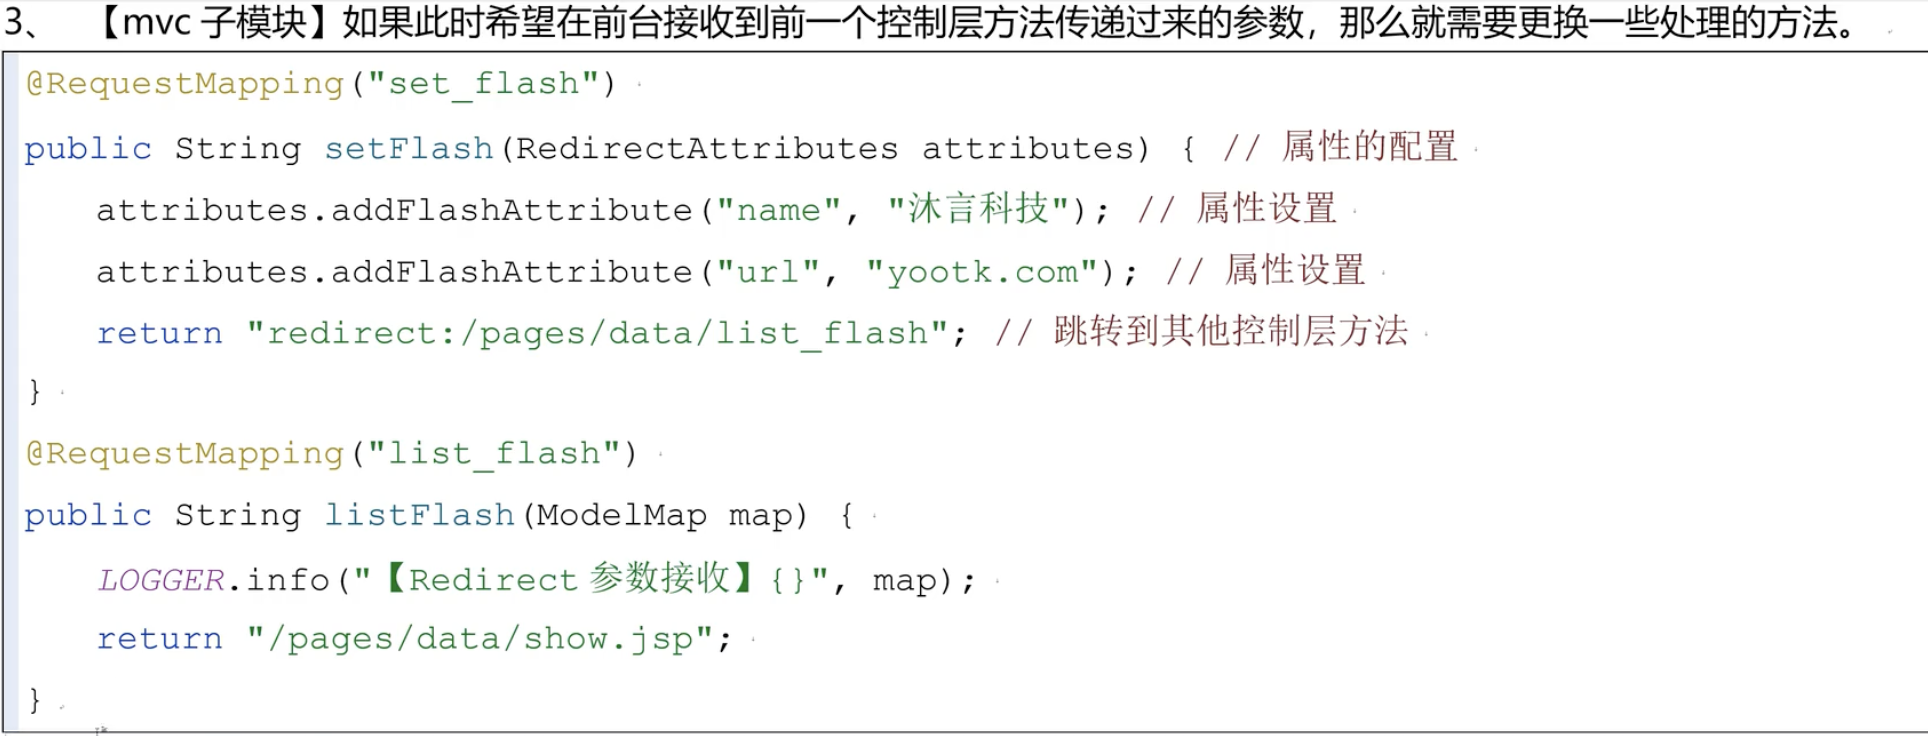 3、 【mvc 子模块】如果此时希望在前台接收到前一个控制层方法传递过来的参数，那么就需要更换一些处理的方法。
@RequestMapping("set_flash")
public String setFlash(RedirectAttributes attributes) { // 属性的配置
attributes.addFlashAttribute("name", "沐言科技"); // 属性设置
attributes.addFlashAttribute("url", "yootk.com"); // 属性设置
return "redirect:/pages/data/list_flash"; // 跳转到其他控制层方法
}
@RequestMapping("list_flash")
public String listFlash(ModelMap map) {
LOGGER.info("【Redirect 参数接收】{}", map);
return "/pages/data/show.jsp";
}